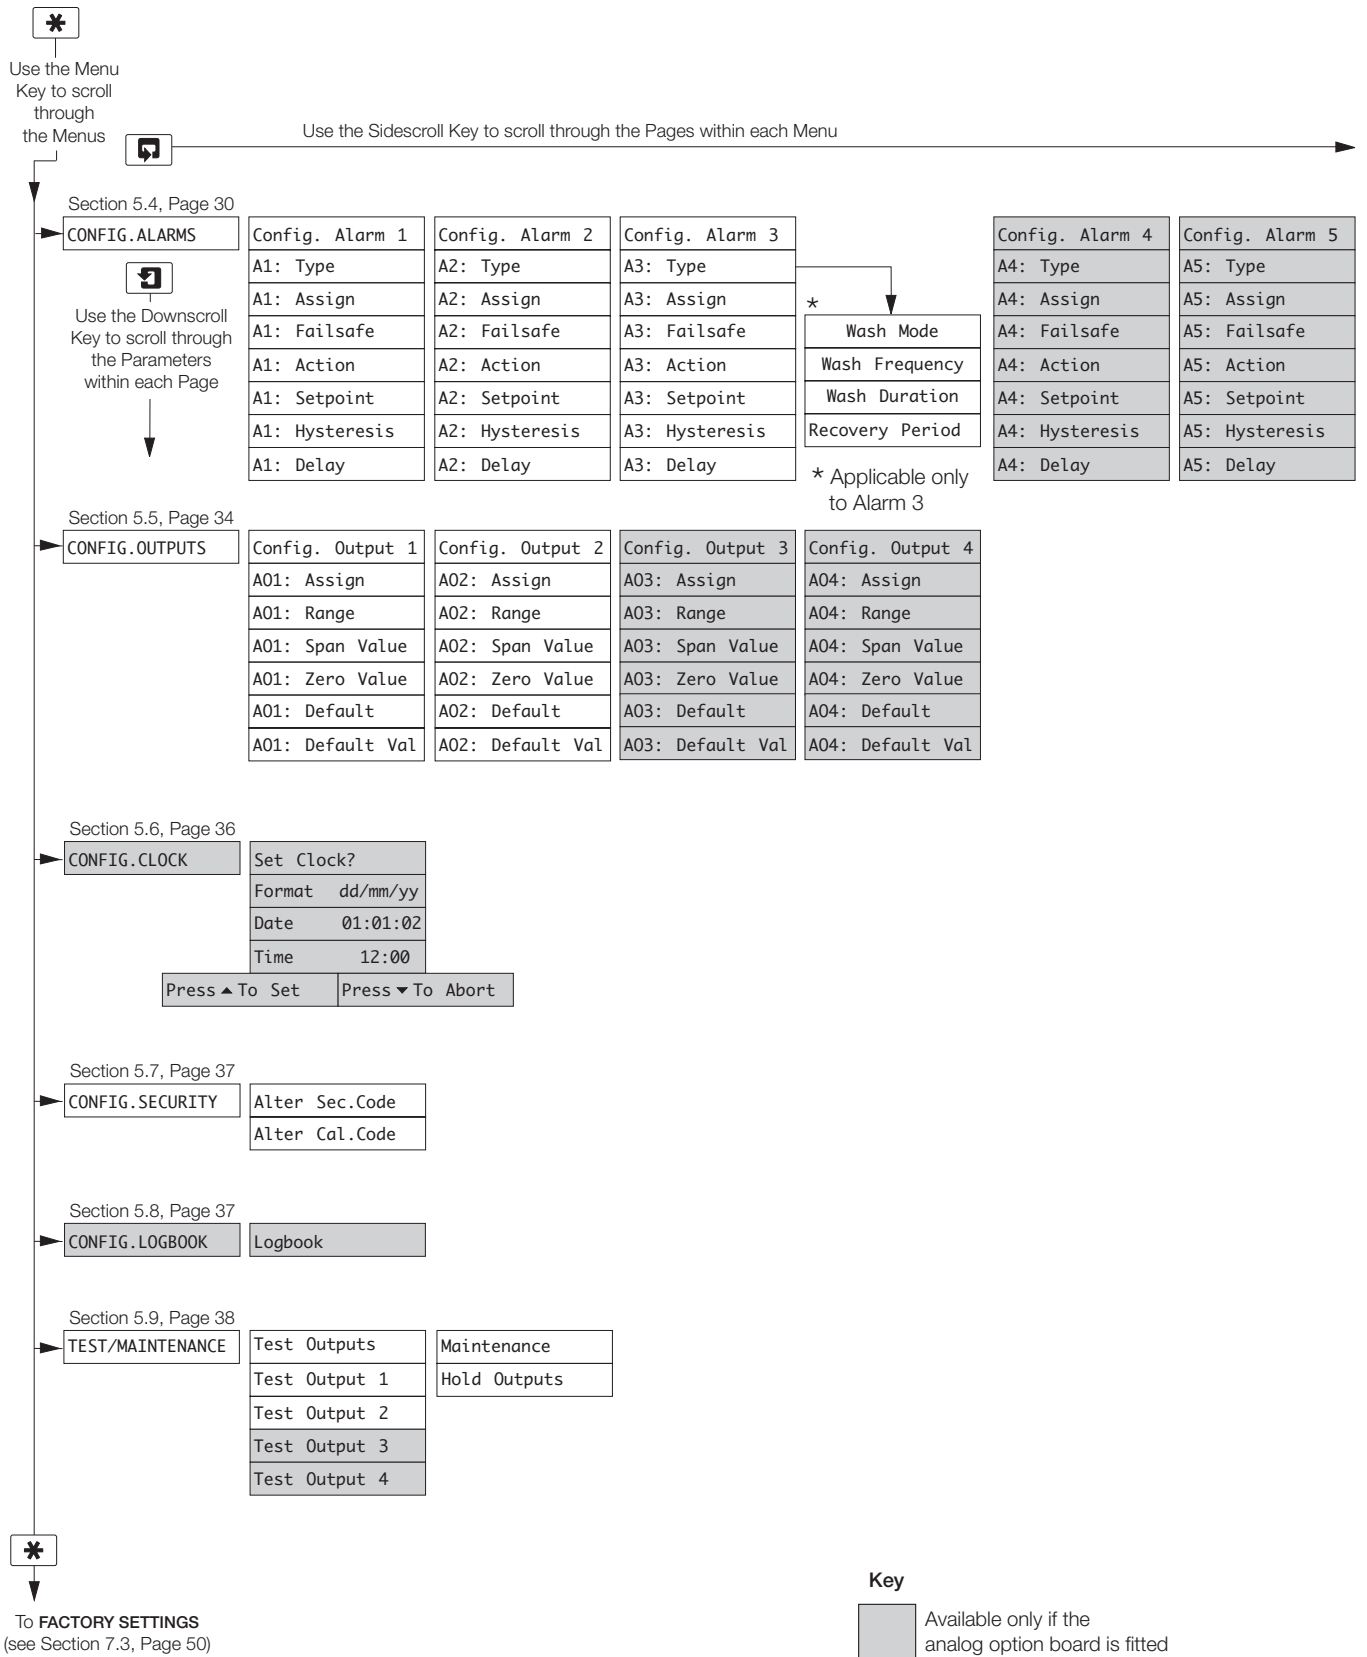 Use the Menu
Key to scroll
through
the Menus
Use the Sidescroll Key to scroll through the Pages within each Menu
Section 5.4, Page 30
CONFIG.ALARMS
Use the Downscroll
Key to scroll through
the Parameters
within each Page
Config. Alarm 1
A1: Type
A1: Assign
A1: Failsafe
A1: Action
A1: Setpoint
A1: Hysteresis
A1: Delay
Config. Alarm 2
A2: Type
A2: Assign
A2: Failsafe
A2: Action
A2: Setpoint
A2: Hysteresis
A2: Delay
Config. Alarm 3
A3: Type
A3: Assign
A3: Failsafe
A3: Action
A3: Setpoint
A3: Hysteresis
A3: Delay
*
Wash Mode
Wash Frequency
Wash Duration
Recovery Period
* Applicable only
to Alarm 3
Config. Alarm 4
A4: Type
A4: Assign
A4: Failsafe
A4: Action
A4: Setpoint
A4: Hysteresis
A4: Delay
Config. Alarm 5
A5: Type
A5: Assign
A5: Failsafe
A5: Action
A5: Setpoint
A5: Hysteresis
A5: Delay
Section 5.5, Page 34
CONFIG.OUTPUTS
Config. Output 1
AO1: Assign
AO1: Range
AO1: Span Value
AO1: Zero Value
AO1: Default
AO1: Default Val
Config. Output 2
AO2: Assign
AO2: Range
AO2: Span Value
AO2: Zero Value
AO2: Default
AO2: Default Val
Config. Output 3
AO3: Assign
AO3: Range
AO3: Span Value
AO3: Zero Value
AO3: Default
AO3: Default Val
Config. Output 4
AO4: Assign
AO4: Range
AO4: Span Value
AO4: Zero Value
AO4: Default
AO4: Default Val
Section 5.6, Page 36
CONFIG.CLOCK
Set Clock?
Format dd/mm/yy
Date 01:01:02
Time 12:00
Press ▲ To Set
Press ▼ To Abort
Section 5.7, Page 37
CONFIG.SECURITY
Alter Sec.Code
Alter Cal.Code
Section 5.8, Page 37
CONFIG.LOGBOOK
Logbook
Section 5.9, Page 38
TEST/MAINTENANCE
Test Outputs
Test Output 1
Test Output 2
Test Output 3
Test Output 4
Maintenance
Hold Outputs
To FACTORY SETTINGS
(see Section 7.3, Page 50)
Key
Available only if the
analog option board is fitted